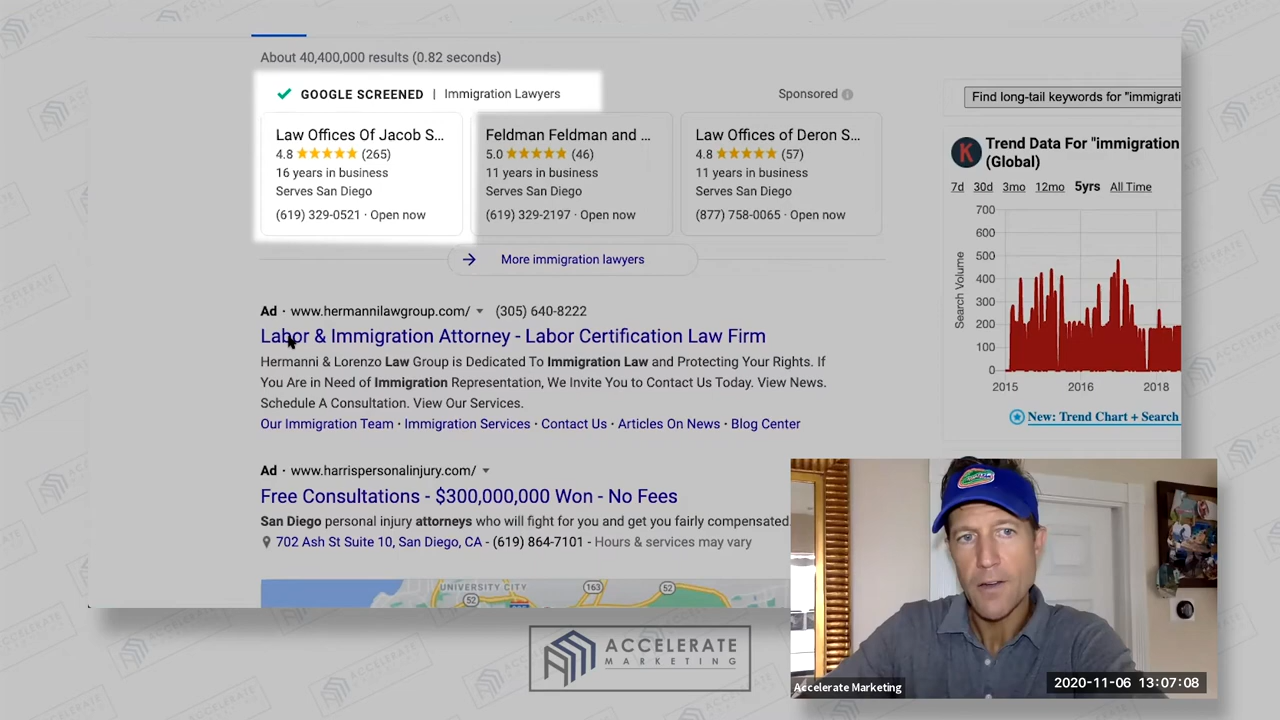 About 40,400,000 results (0.82 seconds)
GOOGLE SCREENED | Immigration Lawyers
Sponsored
Law Offices Of Jacob S...
4.8 (265)
16 years in business
Serves San Diego
(619) 329-0521 · Open now
Feldman Feldman and ...
5.0 (46)
11 years in business
Serves San Diego
(619) 329-2197 · Open now
Law Offices of Deron S...
4.8 (57)
11 years in business
Serves San Diego
(877) 758-0065 · Open now
More immigration lawyers
Ad · www.hermannilawgroup.com/ (305) 640-8222
Labor & Immigration Attorney - Labor Certification Law Firm
Hermanni & Lorenzo Law Group is Dedicated To Immigration Law and Protecting Your Rights. If
You Are in Need of Immigration Representation, We Invite You to Contact Us Today. View News.
Schedule A Consultation. View Our Services.
Our Immigration Team · Immigration Services · Contact Us · Articles On News · Blog Center
Ad · www.harrispersonalinjury.com/
Free Consultations - $300,000,000 Won - No Fees
San Diego personal injury attorneys who will fight for you and get you fairly compensated.
702 Ash St Suite 10, San Diego, CA - (619) 864-7101 - Hours & services may vary
UNIVERSITY CITY
52
163
52
Find long-tail keywords for "immigrati
K
Trend Data For "immigration
(Global)
7d 30d 3mo 12mo 5yrs All Time
Search Volume
700
600
500
400
300
200
100
0
2015 2016 2018
New: Trend Chart + Search
ACCELERATE
MARKETING
Accelerate Marketing
2020-11-06 13:07:08